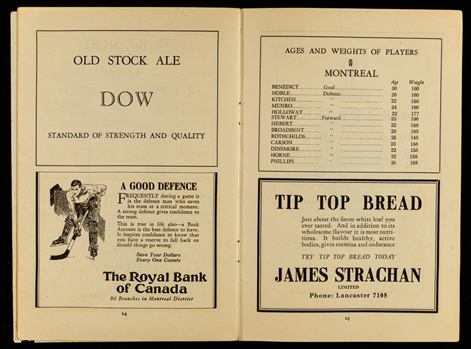 OLD STOCK ALE
DOW
STANDARD OF STRENGTH AND QUALITY
A GOOD DEFENCE
FREQUENTLY during a game it
is the defence man who saves
his team at a critical moment.
A strong defence gives confidence to
the team.
This is true in life also—a Bank
Account is the best defence to have.
It inspires confidence to know that
you have a reserve to fall back on
should things go wrong.
Save Your Dollars
Every One Counts
The Royal Bank
of Canada
50 Branches in Montreal District
14
AGES AND WEIGHTS OF PLAYERS
MONTREAL
Age Weight
BENEDICT Goal 30 160
NOBLE Defence 28 180
KITCHEN " 22 180
MUNRO " 24 180
HOLLOWAY " 22 177
STEWART Forward 23 190
SIEBERT " 22 198
BROADBENT " 29 183
ROTHCHILDS " 25 145
CARSON " 25 168
DINSMORE " 22 155
HORNE " 22 155
PHILLIPS " 26 168
TIP TOP BREAD
Just about the finest white loaf you
ever tasted. And in addition to its
wholesome flavour it is most nutri-
tious. It builds healthy, active
bodies, gives stamina and endurance
TRY TIP TOP BREAD TODAY
JAMES STRACHAN
LIMITED
Phone: Lancaster 7105
15